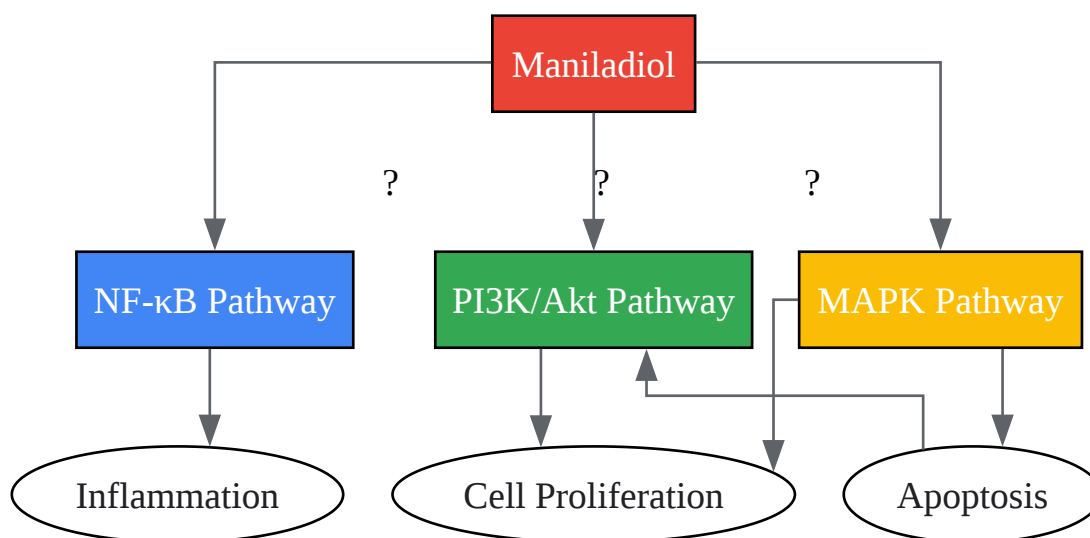 Maniladiol
? ? ?
NF-κB Pathway
PI3K/Akt Pathway
MAPK Pathway
Inflammation
Cell Proliferation
Apoptosis